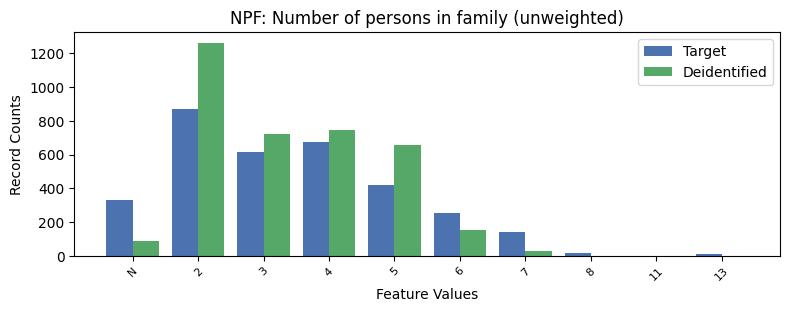 NPF: Number of persons in family (unweighted)
Target
Deidentified
Record Counts
1200
1000
800
600
400
200
0
N 2 3 4 5 6 7 8 11 13
Feature Values